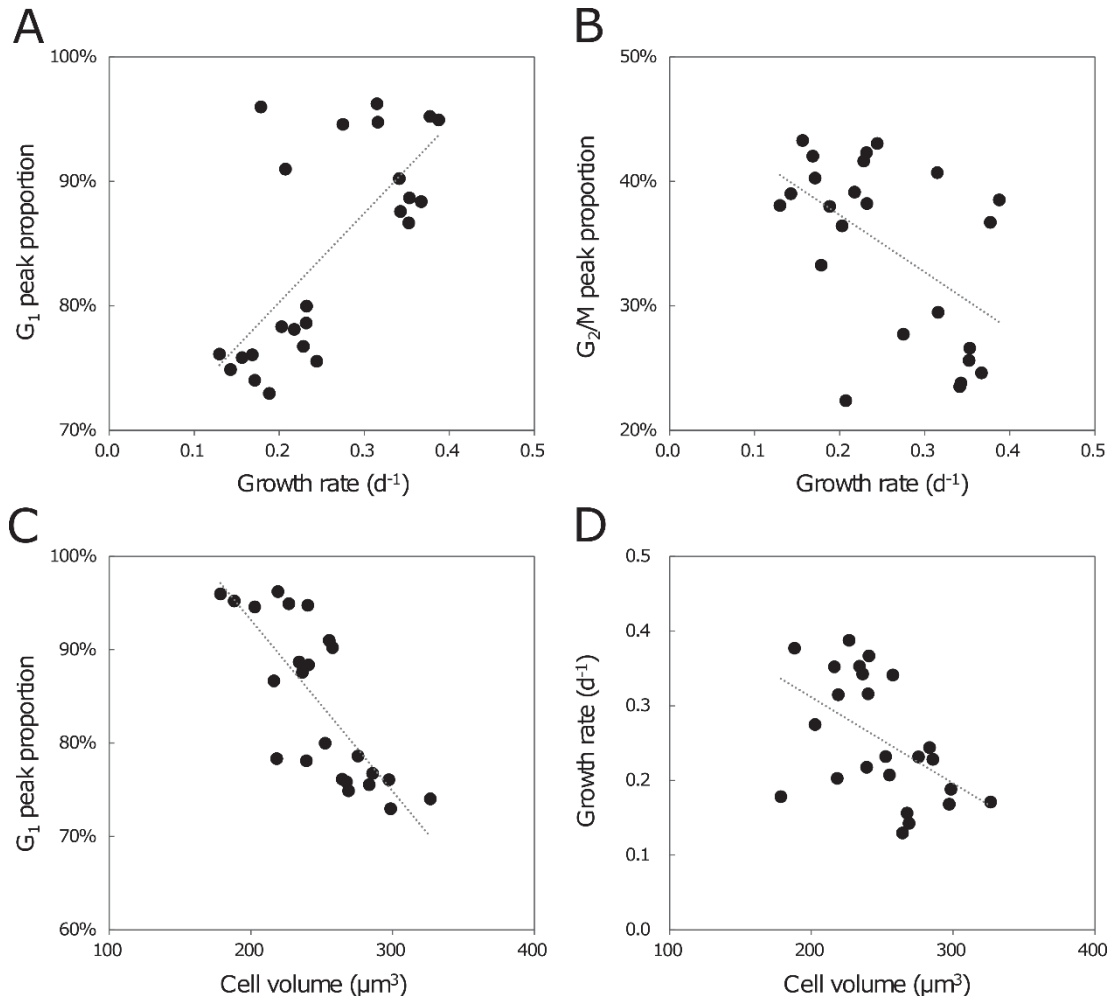 A
100%
90%
80%
70%
G₁ peak proportion
0.0 0.1 0.2 0.3 0.4 0.5
Growth rate (d⁻¹)
B
50%
40%
30%
20%
G₂/M peak proportion
0.0 0.1 0.2 0.3 0.4 0.5
Growth rate (d⁻¹)
C
100%
90%
80%
70%
60%
G₁ peak proportion
100 200 300 400
Cell volume (µm³)
D
0.5
0.4
0.3
0.2
0.1
0.0
Growth rate (d⁻¹)
100 200 300 400
Cell volume (µm³)